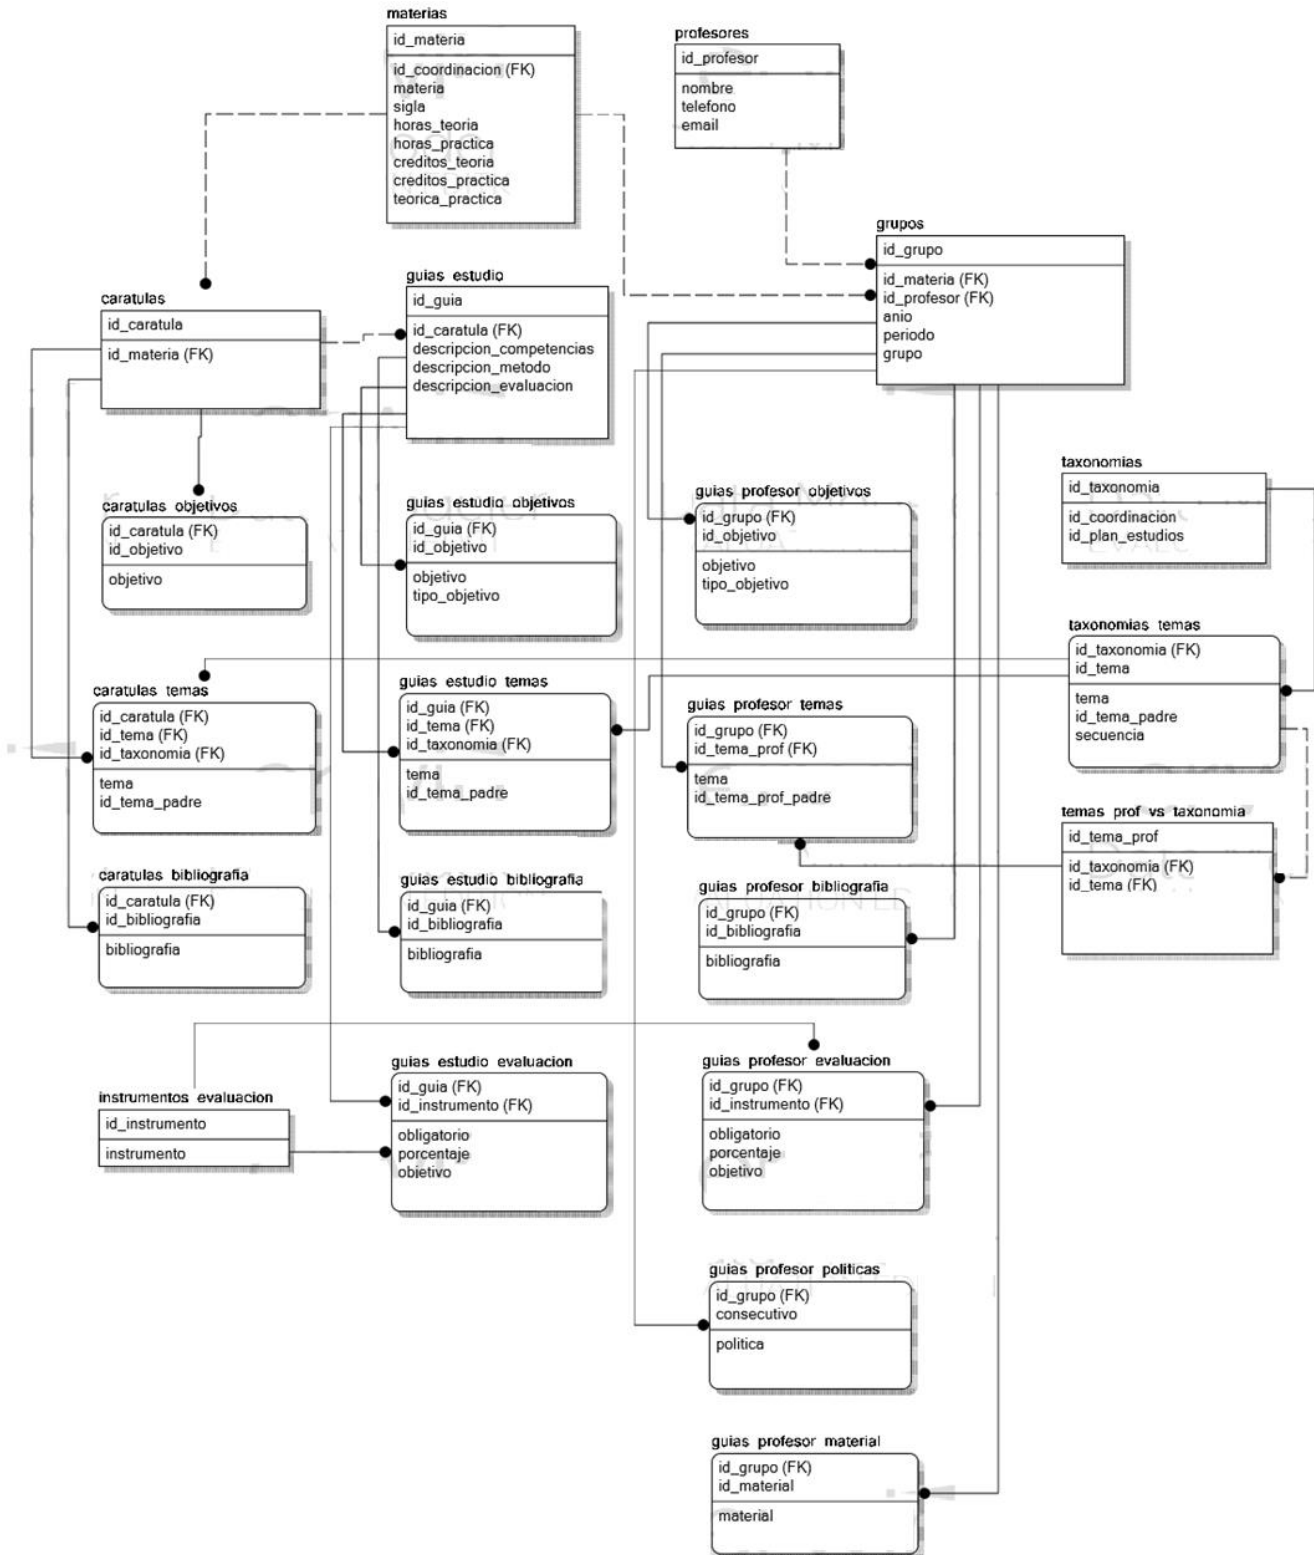 materias
id_materia
id_coordinacion (FK)
materia
sigla
horas_teoria
horas_practica
creditos_teoria
creditos_practica
teorica_practica
profesores
id_profesor
nombre
telefono
email
grupos
id_grupo
id_materia (FK)
id_profesor (FK)
anio
periodo
grupo
caratulas
id_caratula
id_materia (FK)
guias estudio
id_guia
id_caratula (FK)
descripcion_competencias
descripcion_metodo
descripcion_evaluacion
taxonomias
id_taxonomia
id_coordinacion
id_plan_estudios
caratulas objetivos
id_caratula (FK)
id_objetivo
objetivo
guias estudio objetivos
id_guia (FK)
id_objetivo
objetivo
tipo_objetivo
guias profesor objetivos
id_grupo (FK)
id_objetivo
objetivo
tipo_objetivo
taxonomias temas
id_taxonomia (FK)
id_tema
tema
id_tema_padre
secuencia
caratulas temas
id_caratula (FK)
id_tema (FK)
id_taxonomia (FK)
tema
id_tema_padre
guias estudio temas
id_guia (FK)
id_tema (FK)
id_taxonomia (FK)
tema
id_tema_padre
guias profesor temas
id_grupo (FK)
id_tema_prof (FK)
tema
id_tema_prof_padre
temas prof vs taxonomia
id_tema_prof
id_taxonomia (FK)
id_tema (FK)
caratulas bibliografia
id_caratula (FK)
id_bibliografia
bibliografia
guias estudio bibliografia
id_guia (FK)
id_bibliografia
bibliografia
guias profesor bibliografia
id_grupo (FK)
id_bibliografia
bibliografia
instrumentos evaluacion
id_instrumento
instrumento
guias estudio evaluacion
id_guia (FK)
id_instrumento (FK)
obligatorio
porcentaje
objetivo
guias profesor evaluacion
id_grupo (FK)
id_instrumento (FK)
obligatorio
porcentaje
objetivo
guias profesor politicas
id_grupo (FK)
consecutivo
politica
guias profesor material
id_grupo (FK)
id_material
material